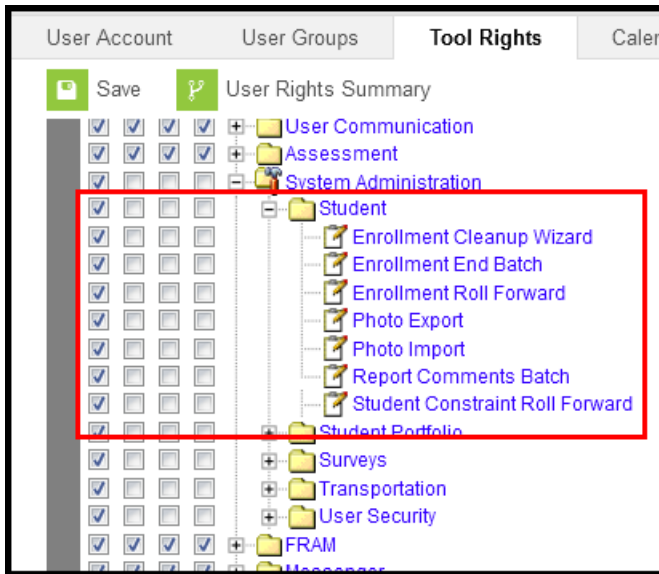 User Account User Groups Tool Rights Caler
Save User Rights Summary
User Communication
Assessment
System Administration
Student
Enrollment Cleanup Wizard
Enrollment End Batch
Enrollment Roll Forward
Photo Export
Photo Import
Report Comments Batch
Student Constraint Roll Forward
Student Portfolio
Surveys
Transportation
User Security
FRAM
Messenger